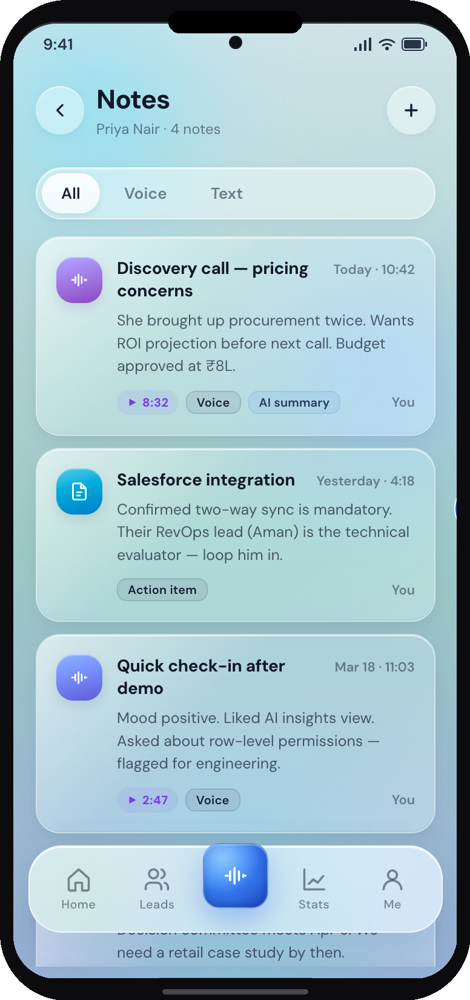 9:41
Notes
Priya Nair · 4 notes
All Voice Text
Discovery call — pricing concerns
Today · 10:42
She brought up procurement twice. Wants
ROI projection before next call. Budget
approved at ₹8L.
8:32 Voice AI summary You
Salesforce integration Yesterday · 4:18
Confirmed two-way sync is mandatory.
Their RevOps lead (Aman) is the technical
evaluator — loop him in.
Action item You
Quick check-in after demo
Mar 18 · 11:03
Mood positive. Liked AI insights view.
Asked about row-level permissions —
flagged for engineering.
2:47 Voice You
Home Leads Stats Me
need a retail case study by then.